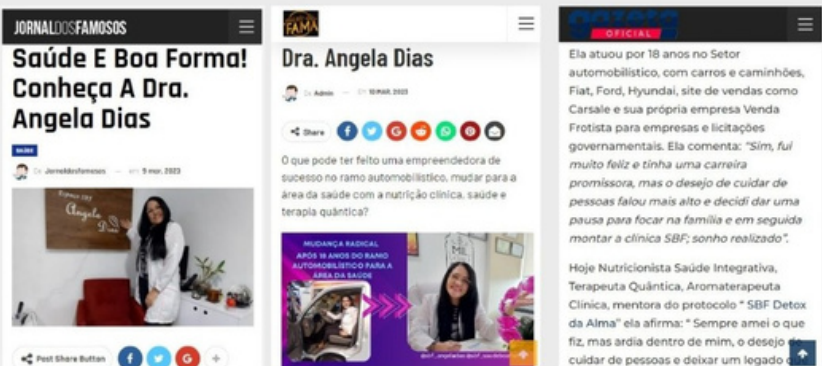 JORNALDOSFAMOSOS
Saúde E Boa Forma!
Conheça A Dra.
Angela Dias
SAÚDE
De Jornaldosfamosos — em 9 mar, 2023
Espaço SBF
Angela
Dias
Post Share Button
FAMA
Dra. Angela Dias
De Admin — Em 10 MAR, 2023
Share
O que pode ter feito uma empreendedora de
sucesso no ramo automobilístico, mudar para a
área da saúde com a nutrição clínica, saúde e
terapia quântica?
MUDANÇA RADICAL
APÓS 18 ANOS DO RAMO
AUTOMOBILÍSTICO PARA A
ÁREA DA SAÚDE
OFICIAL
Ela atuou por 18 anos no Setor
automobilístico, com carros e caminhões,
Fiat, Ford, Hyundai, site de vendas como
Carsale e sua própria empresa Venda
Frotista para empresas e licitações
governamentais. Ela comenta: “Sim, fui
muito feliz e tinha uma carreira
promissora, mas o desejo de cuidar de
pessoas falou mais alto e decidi dar uma
pausa para focar na família e em seguida
montar a clínica SBF; sonho realizado”.
Hoje Nutricionista Saúde Integrativa,
Terapeuta Quântica, Aromaterapeuta
Clínica, mentora do protocolo “ SBF Detox
da Alma” ela afirma: “ Sempre amei o que
fiz, mas ardia dentro de mim, o desejo de
cuidar de pessoas e deixar um legado